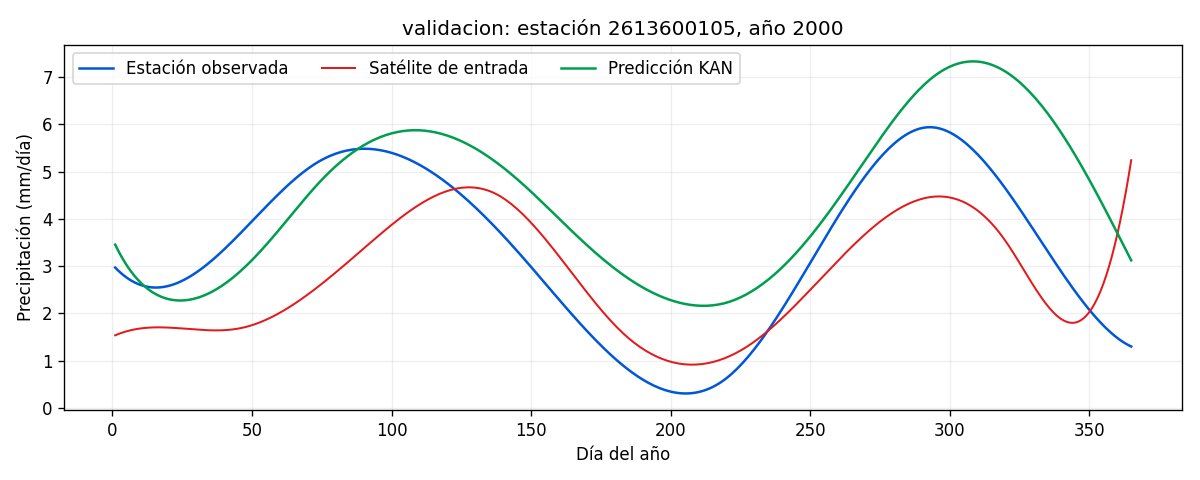 validacion: estación 2613600105, año 2000
Estación observada
Satélite de entrada
Predicción KAN
Precipitación (mm/día)
7
6
5
4
3
2
1
0
0 50 100 150 200 250 300 350
Día del año